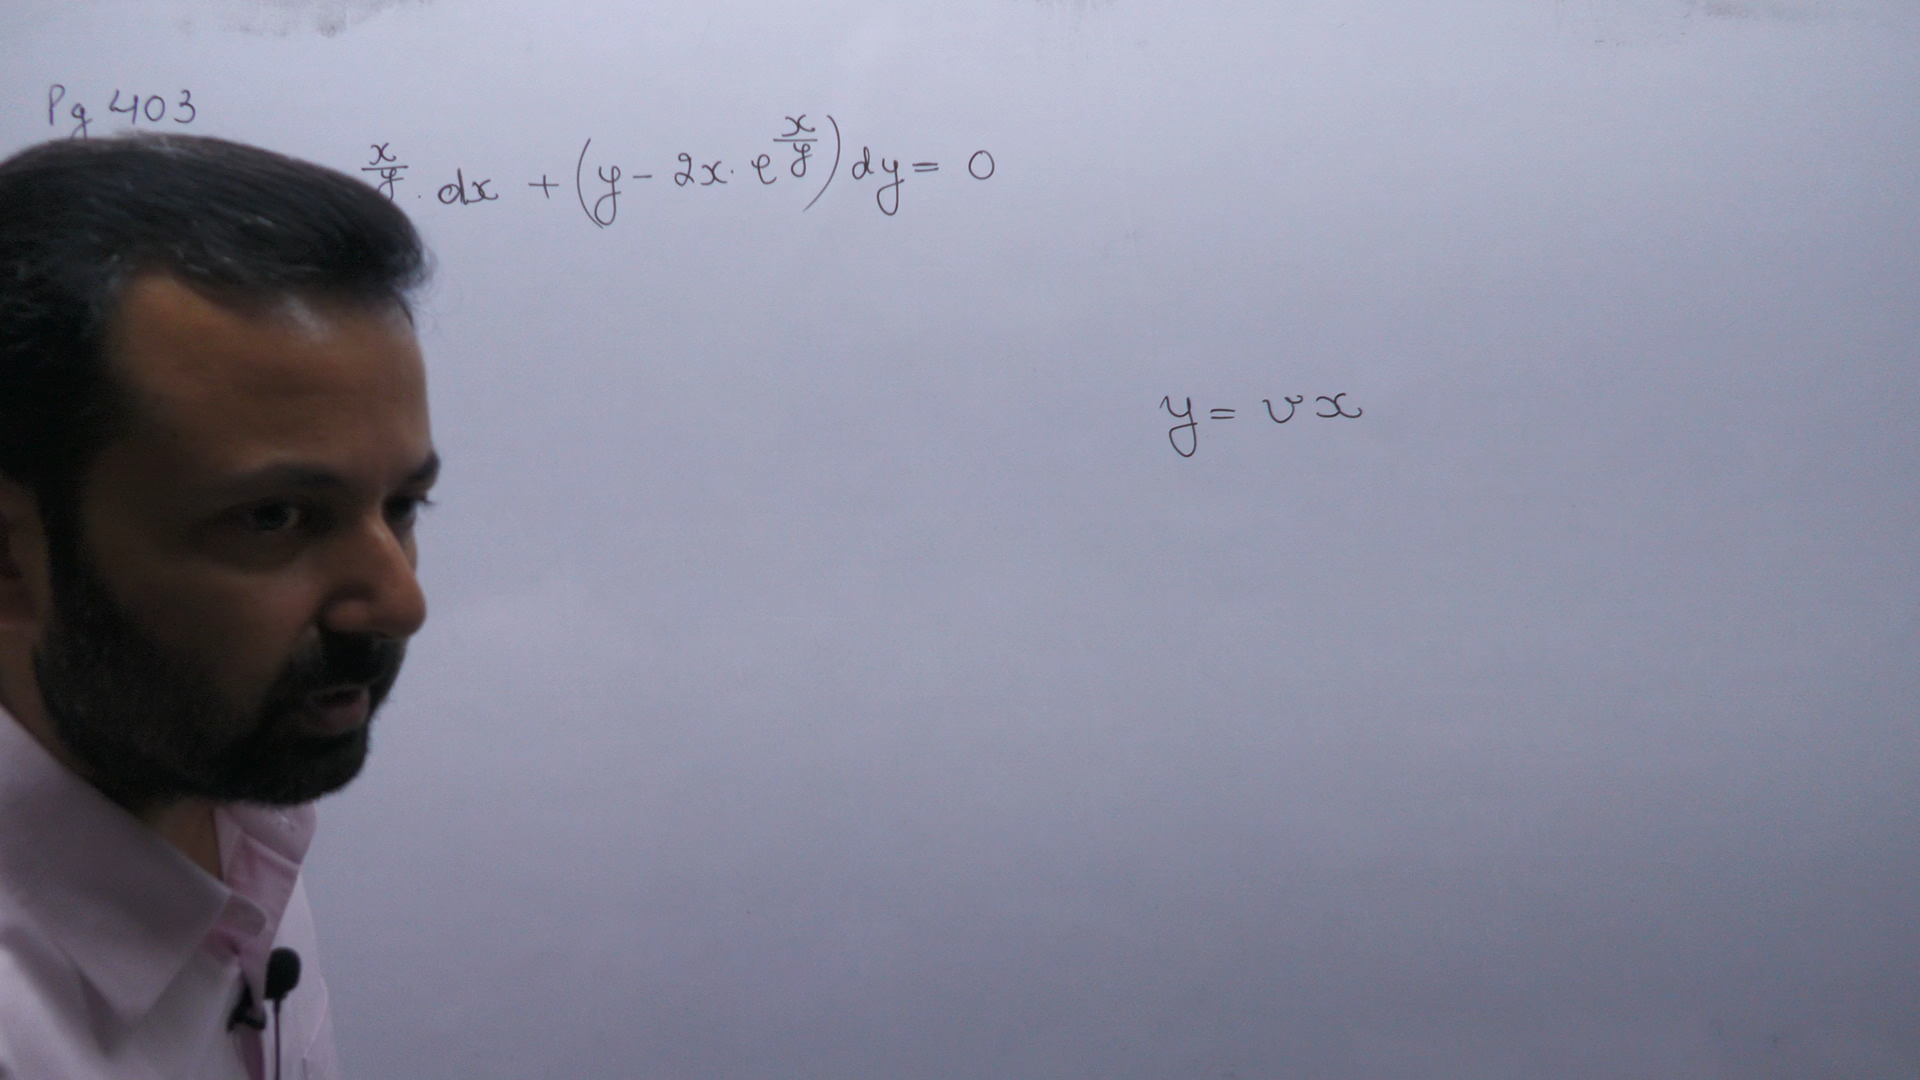 Pg 403
x/y · dx + (y - 2x · e^(x/y)) dy = 0
y = vx